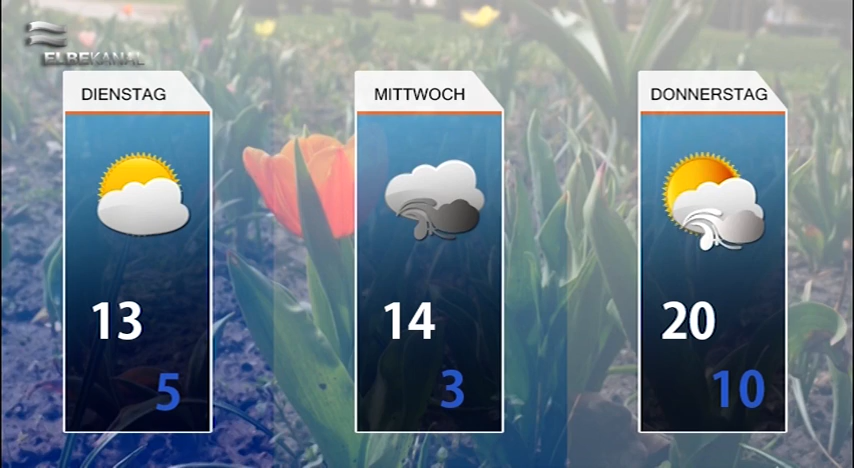 ELBEKANAL
DIENSTAG
MITTWOCH
DONNERSTAG
13
14
20
5
3
10